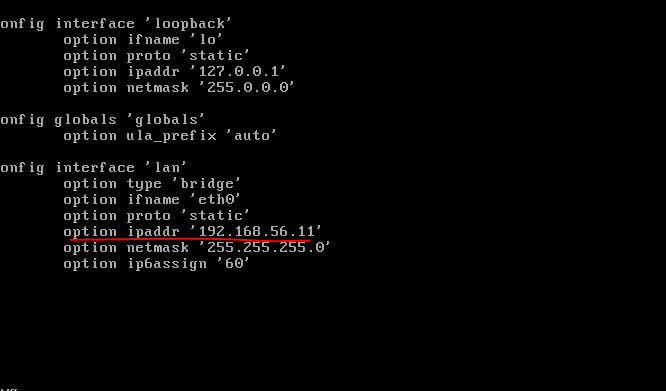 onfig interface 'loopback'
option ifname 'lo'
option proto 'static'
option ipaddr '127.0.0.1'
option netmask '255.0.0.0'
onfig globals 'globals'
option ula_prefix 'auto'
onfig interface 'lan'
option type 'bridge'
option ifname 'eth0'
option proto 'static'
option ipaddr '192.168.56.11'
option netmask '255.255.255.0'
option ip6assign '60'